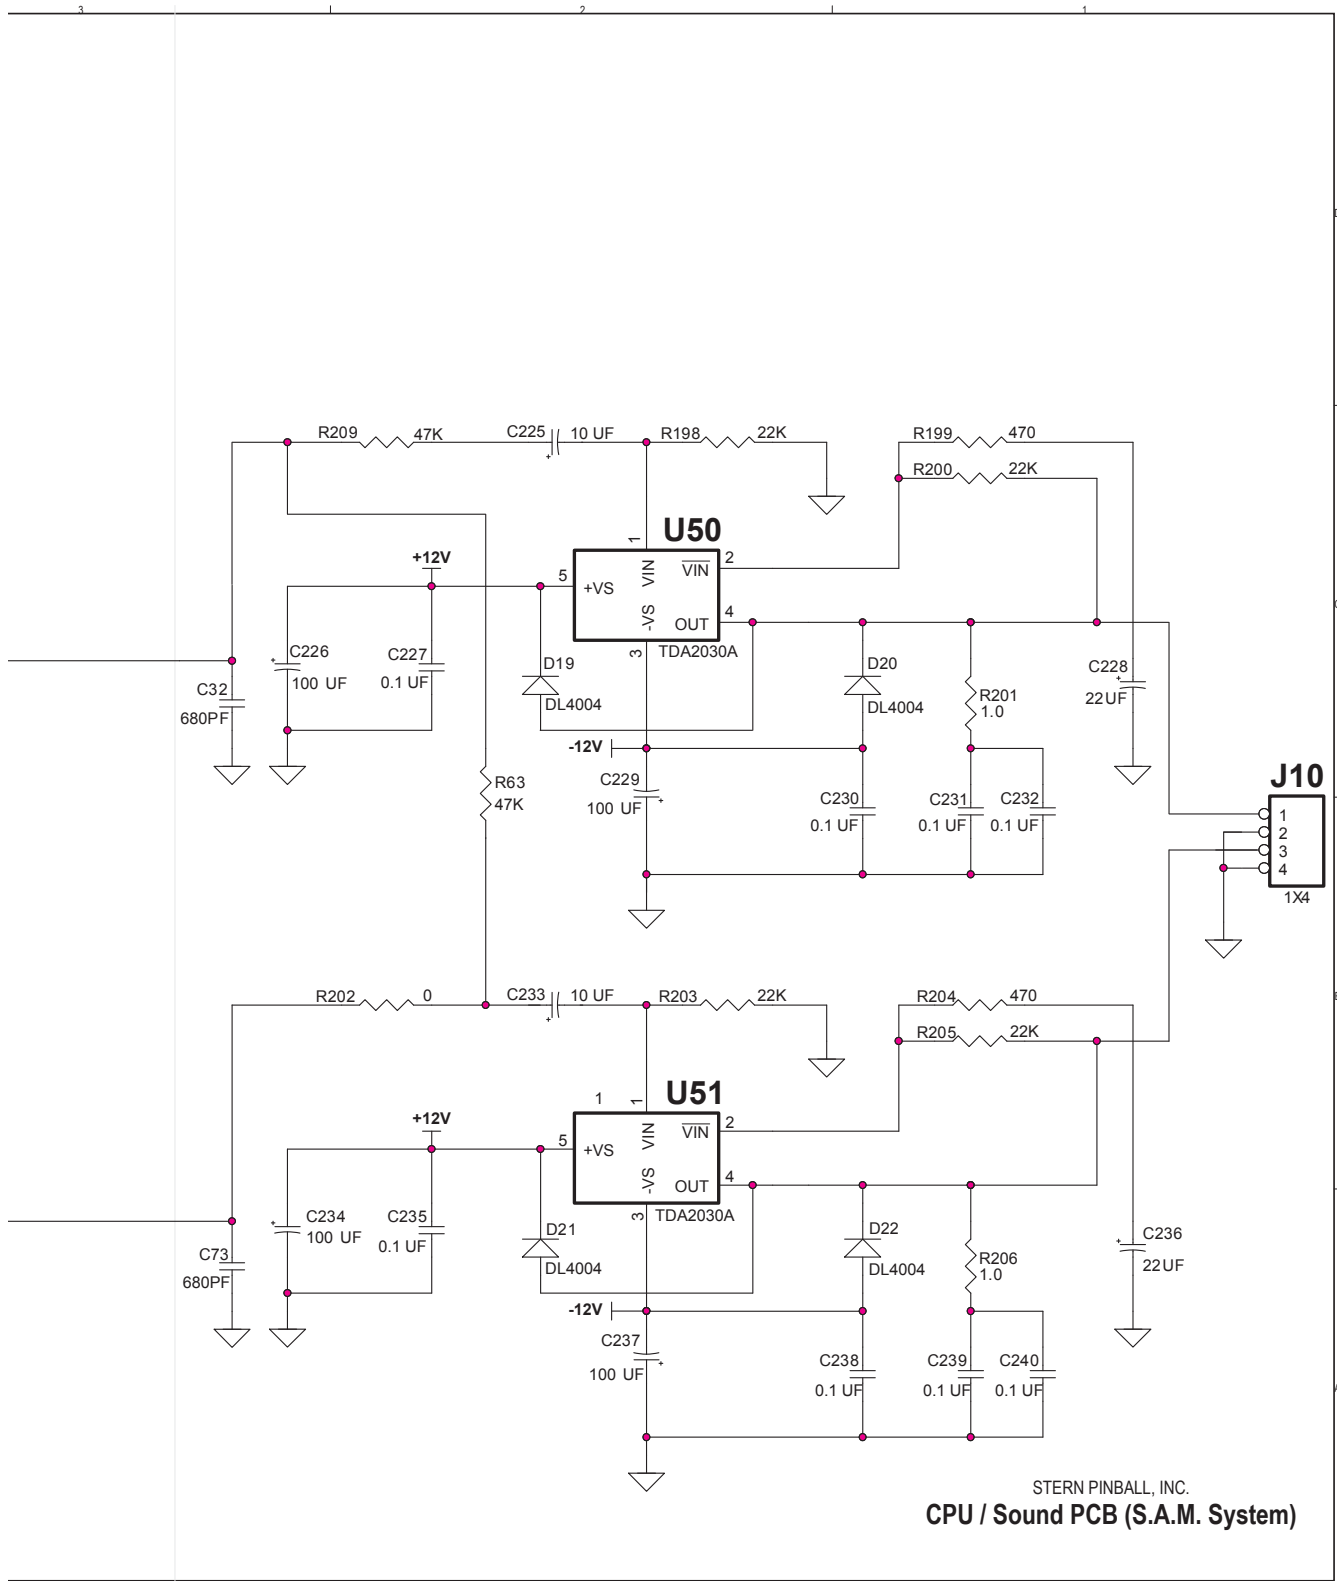 3 2 1
D
R209 47K C225 10 UF R198 22K R199 470
+
R200 22K
U50
+12V
1
2
5
+VS VIN VIN
-VS OUT
4
3
TDA2030A
C226
+
100 UF
C227
0.1 UF
D19
DL4004
D20
DL4004
C228
+
22UF
C32
680PF
R201
1.0
-12V
C229
100 UF
+
C230
0.1 UF
C231
0.1 UF
C232
0.1 UF
R63
47K
J10
1
2
3
4
1X4
C
B
R202 0 C233 10 UF R203 22K R204 470
+
R205 22K
U51
1
+12V
1
2
5
+VS VIN VIN
-VS OUT
4
3
TDA2030A
C234
+
100 UF
C235
0.1 UF
D21
DL4004
D22
DL4004
C236
+
22UF
C73
680PF
R206
1.0
-12V
C237
100 UF
+
C238
0.1 UF
C239
0.1 UF
C240
0.1 UF
A
STERN PINBALL, INC.
CPU / Sound PCB (S.A.M. System)